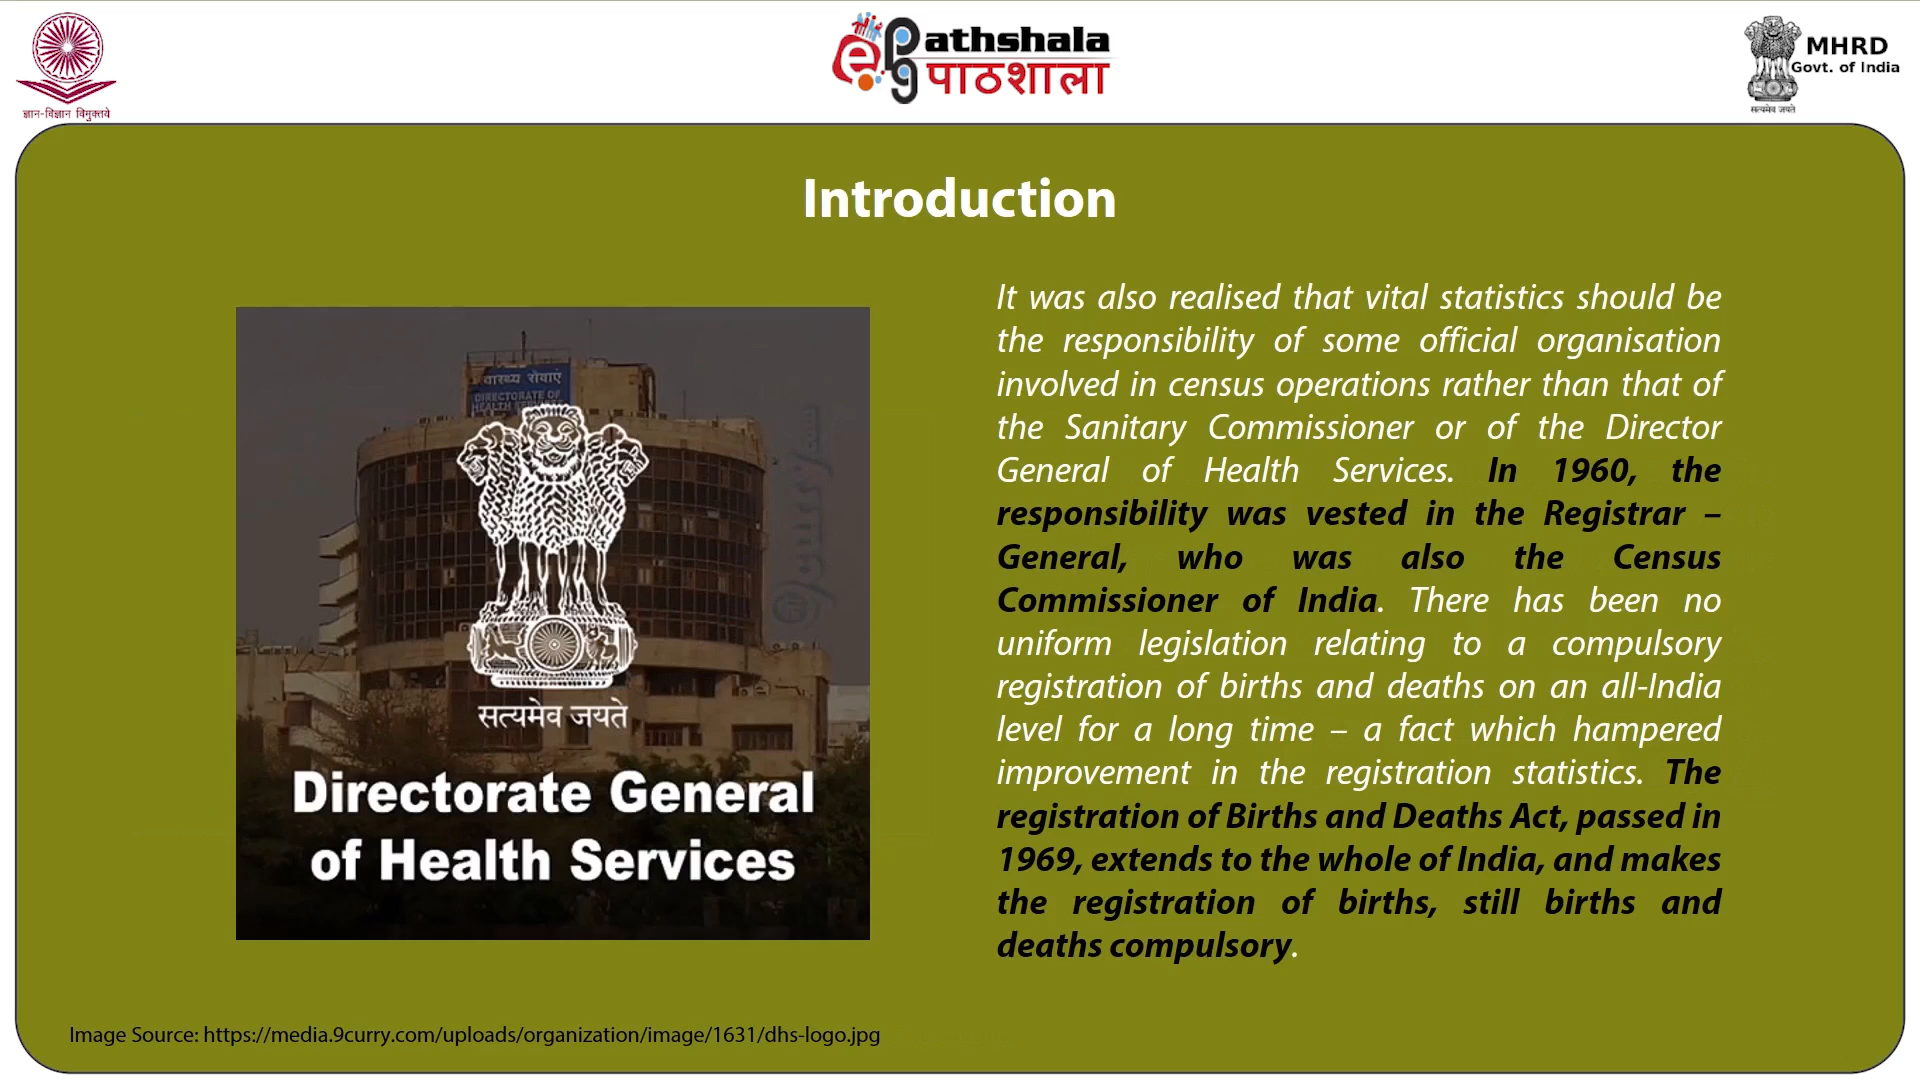 ज्ञान-विज्ञान विमुक्तये
ePg
athshala
पाठशाला
MHRD
Govt. of India
सत्यमेव जयते
Introduction
It was also realised that vital statistics should be
the responsibility of some official organisation
involved in census operations rather than that of
the Sanitary Commissioner or of the Director
General of Health Services. In 1960, the
responsibility was vested in the Registrar –
General, who was also the Census
Commissioner of India. There has been no
uniform legislation relating to a compulsory
registration of births and deaths on an all-India
level for a long time – a fact which hampered
improvement in the registration statistics. The
registration of Births and Deaths Act, passed in
1969, extends to the whole of India, and makes
the registration of births, still births and
deaths compulsory.
स्वास्थ्य सेवाएं
DIRECTORATE OF
HEALTH SERVICES
सत्यमेव जयते
Directorate General
of Health Services
Image Source: https://media.9curry.com/uploads/organization/image/1631/dhs-logo.jpg